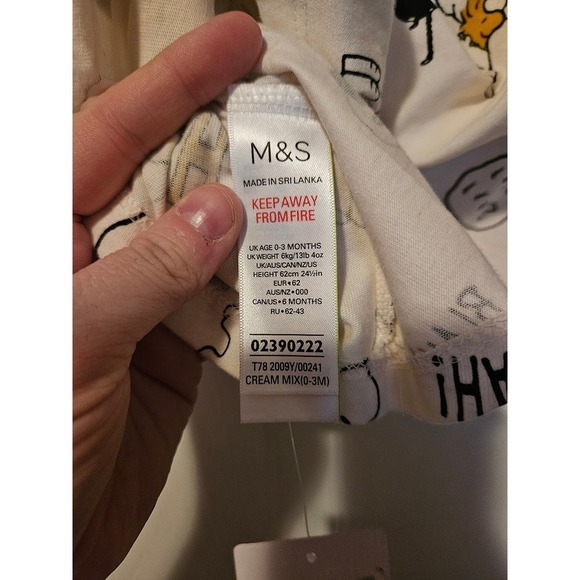 M&S
MADE IN SRI LANKA
KEEP AWAY
FROM FIRE
UK AGE 0-3 MONTHS
UK WEIGHT 6kg/13lb 4oz
UK/AUS/CAN/NZ/US
HEIGHT 62cm 24½in
EUR•62
AUS/NZ•000
CAN/US•6 MONTHS
RU•62-43
02390222
T78 2009Y/00241
CREAM MIX(0-3M)